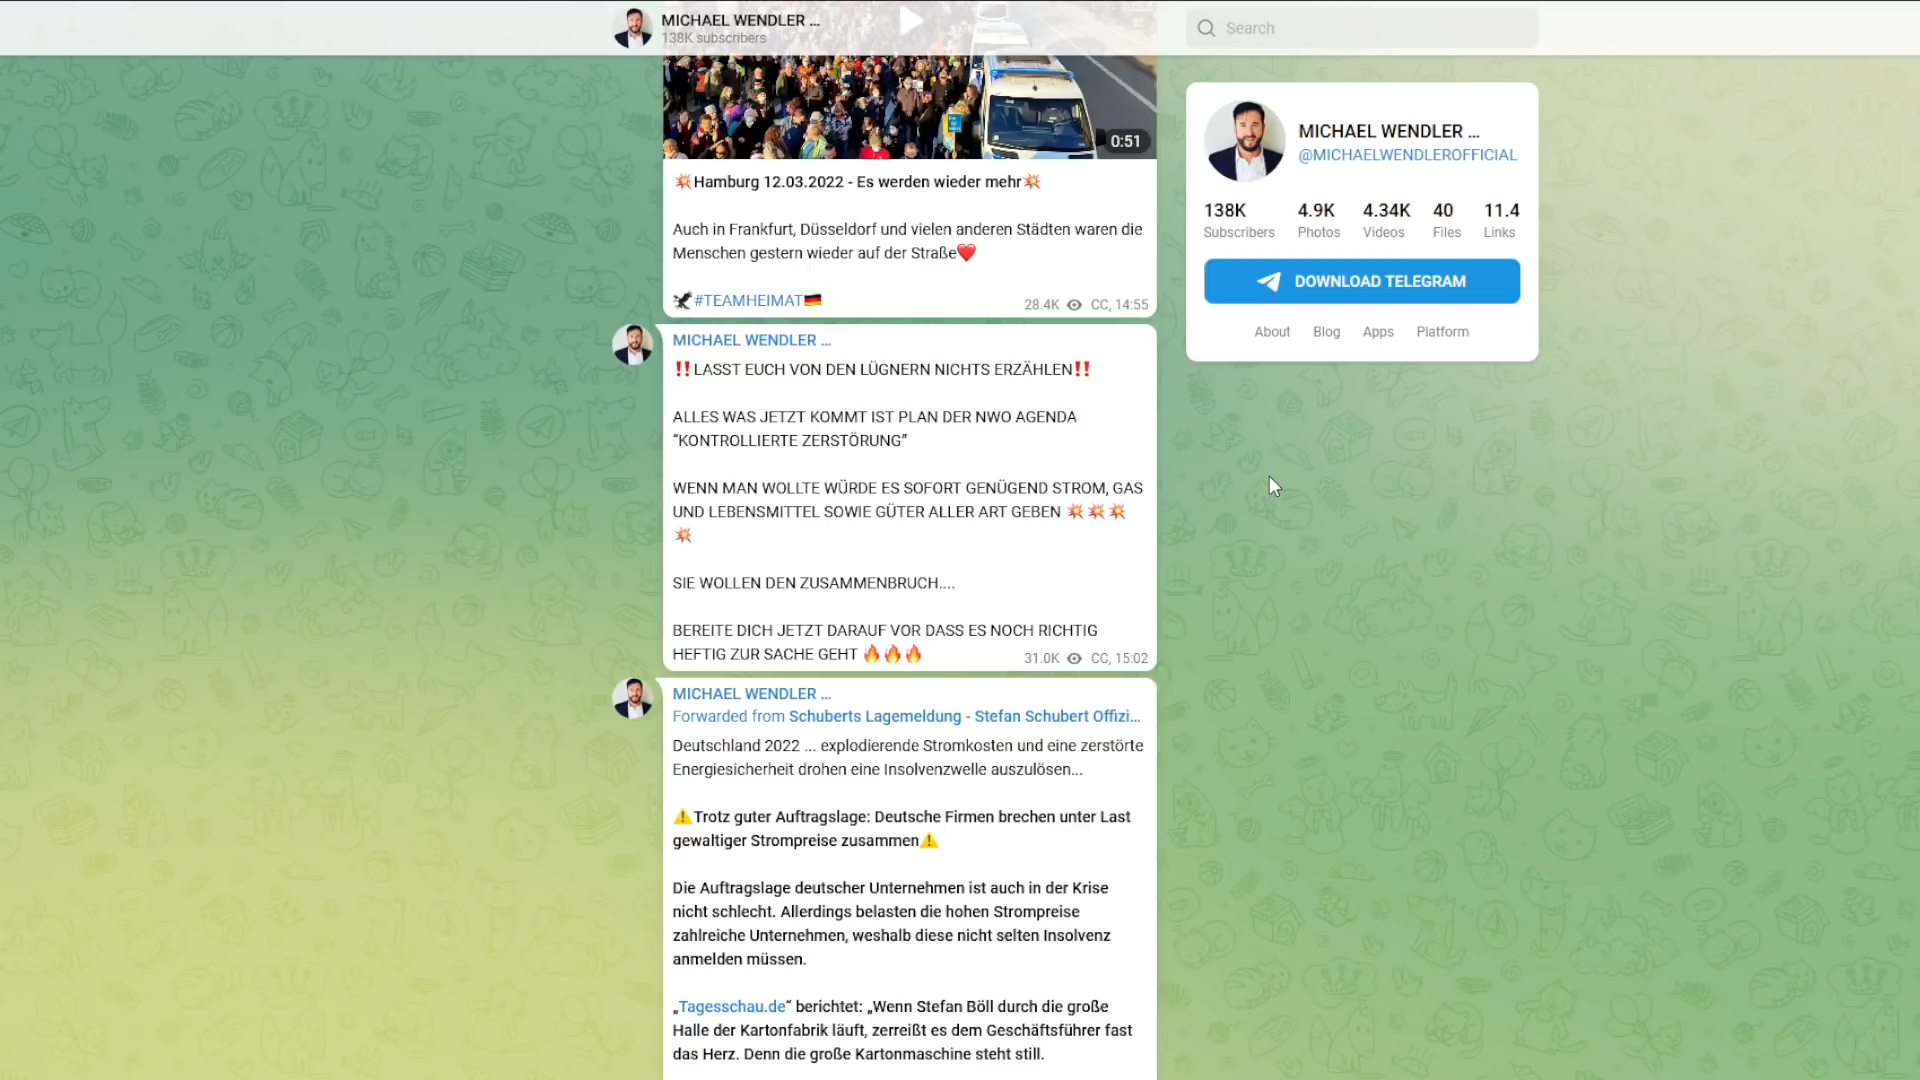 MICHAEL WENDLER ...
138K subscribers
Search
0:51
💥Hamburg 12.03.2022 - Es werden wieder mehr💥
Auch in Frankfurt, Düsseldorf und vielen anderen Städten waren die
Menschen gestern wieder auf der Straße❤️
#TEAMHEIMAT🇩🇪
28.4K CC, 14:55
MICHAEL WENDLER ...
‼️LASST EUCH VON DEN LÜGNERN NICHTS ERZÄHLEN‼️
ALLES WAS JETZT KOMMT IST PLAN DER NWO AGENDA
“KONTROLLIERTE ZERSTÖRUNG”
WENN MAN WOLLTE WÜRDE ES SOFORT GENÜGEND STROM, GAS
UND LEBENSMITTEL SOWIE GÜTER ALLER ART GEBEN 💥💥💥
💥
SIE WOLLEN DEN ZUSAMMENBRUCH....
BEREITE DICH JETZT DARAUF VOR DASS ES NOCH RICHTIG
HEFTIG ZUR SACHE GEHT 🔥🔥🔥
31.0K CC, 15:02
MICHAEL WENDLER ...
Forwarded from Schuberts Lagemeldung - Stefan Schubert Offizi...
Deutschland 2022 ... explodierende Stromkosten und eine zerstörte
Energiesicherheit drohen eine Insolvenzwelle auszulösen...
⚠️Trotz guter Auftragslage: Deutsche Firmen brechen unter Last
gewaltiger Strompreise zusammen⚠️
Die Auftragslage deutscher Unternehmen ist auch in der Krise
nicht schlecht. Allerdings belasten die hohen Strompreise
zahlreiche Unternehmen, weshalb diese nicht selten Insolvenz
anmelden müssen.
„Tagesschau.de“ berichtet: „Wenn Stefan Böll durch die große
Halle der Kartonfabrik läuft, zerreißt es dem Geschäftsführer fast
das Herz. Denn die große Kartonmaschine steht still.
MICHAEL WENDLER ...
@MICHAELWENDLEROFFICIAL
138K 4.9K 4.34K 40 11.4
Subscribers Photos Videos Files Links
DOWNLOAD TELEGRAM
About Blog Apps Platform